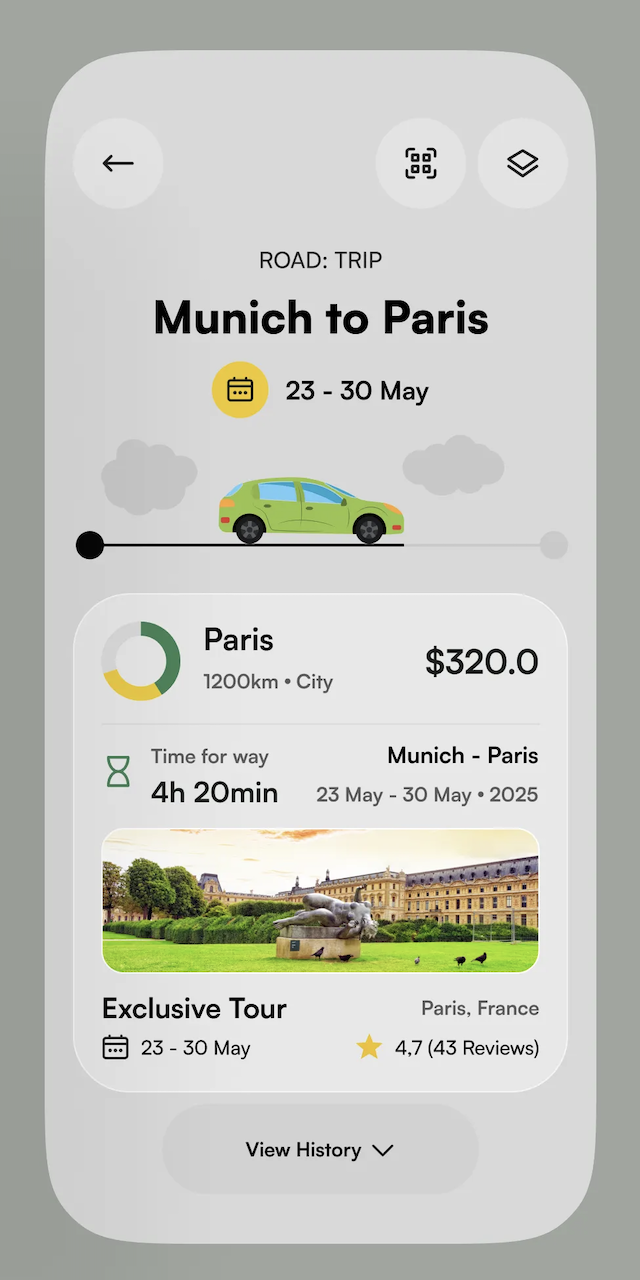 ROAD: TRIP
Munich to Paris
23 - 30 May
Paris
$320.0
1200km • City
Time for way
Munich - Paris
4h 20min
23 May - 30 May • 2025
Exclusive Tour
Paris, France
23 - 30 May
4,7 (43 Reviews)
View History